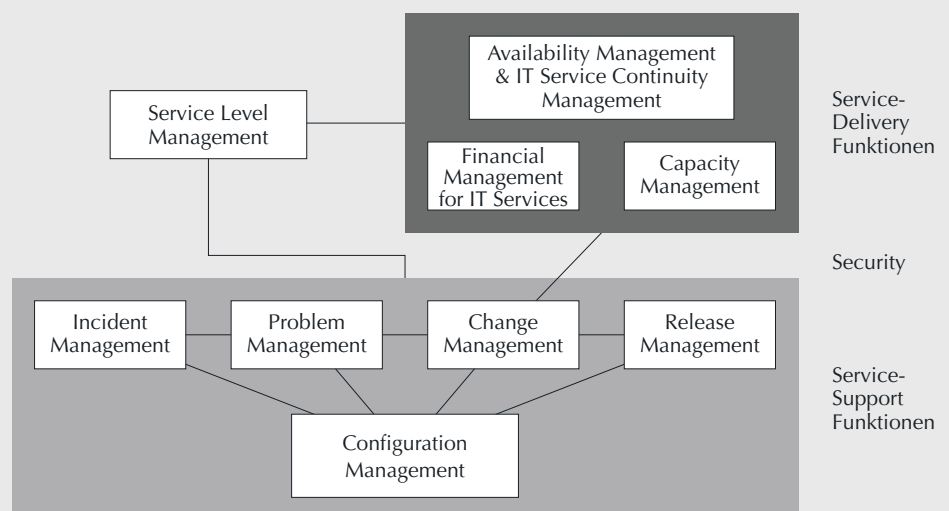 Availability Management
& IT Service Continuity
Management
Service Level
Management
Financial
Management
for IT Services
Capacity
Management
Service-
Delivery
Funktionen
Security
Incident
Management
Problem
Management
Change
Management
Release
Management
Configuration
Management
Service-
Support
Funktionen